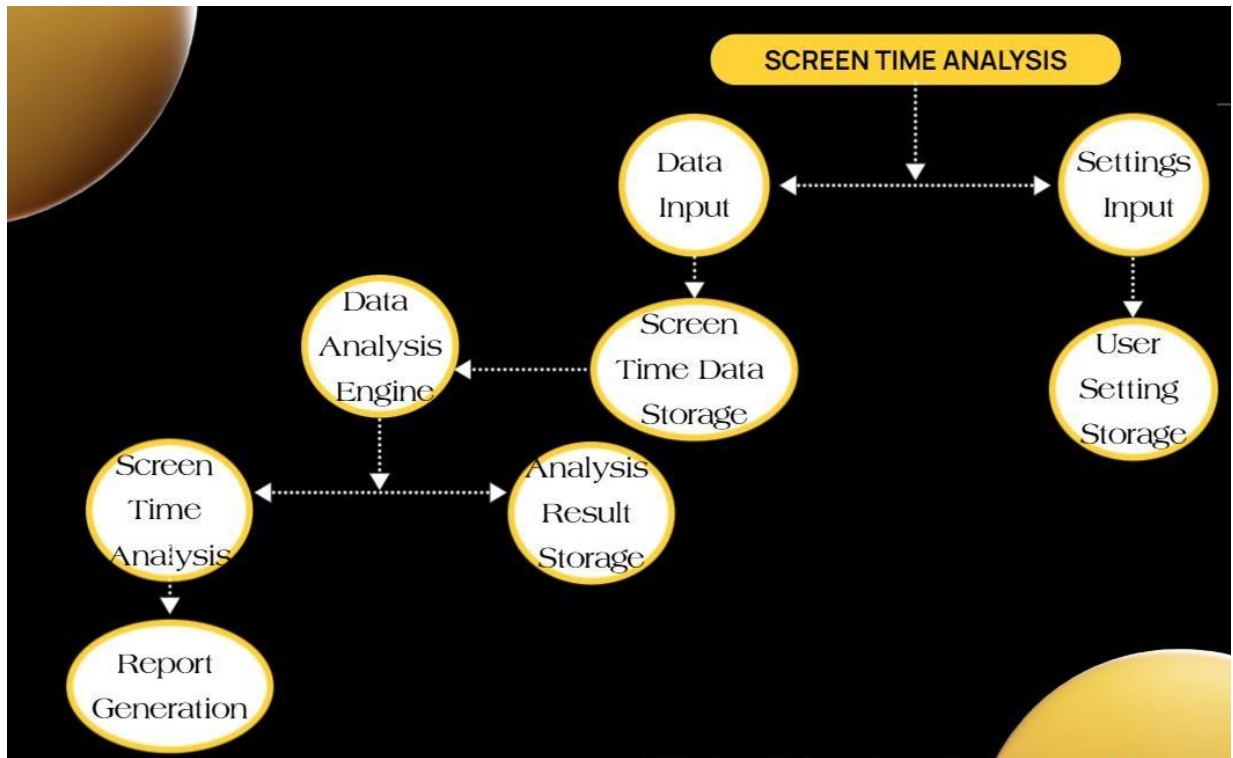 SCREEN TIME ANALYSIS
Data
Input
Settings
Input
Data
Analysis
Engine
Screen
Time Data
Storage
User
Setting
Storage
Screen
Time
Analysis
Analysis
Result
Storage
Report
Generation